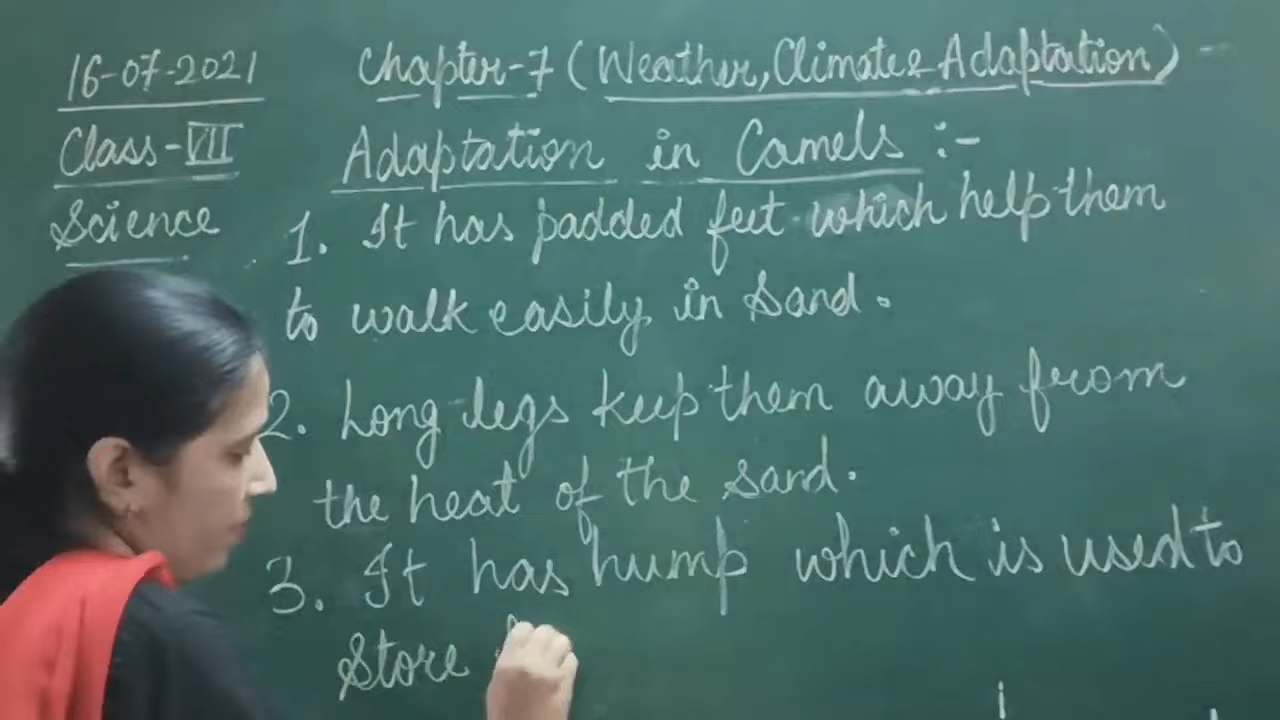 16-07-2021
Chapter-7 (Weather, Climate & Adaptation)
Class-VII
Adaptation in Camels :-
Science
1. It has padded feet which help them
to walk easily in Sand.
2. Long legs keep them away from
the heat of the sand.
3. It has hump which is used to
Store